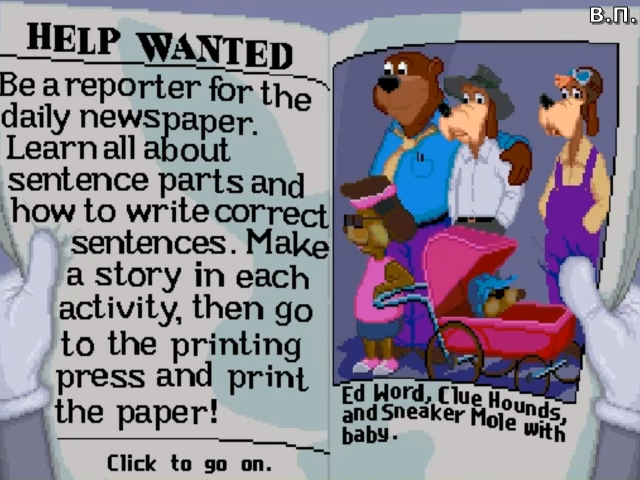 В.П.
HELP WANTED
Be a reporter for the
daily newspaper.
Learn all about
sentence parts and
how to write correct
sentences. Make
a story in each
activity, then go
to the printing
press and print
the paper!
Click to go on.
Ed Word, Clue Hounds,
and Sneaker Mole with
baby.